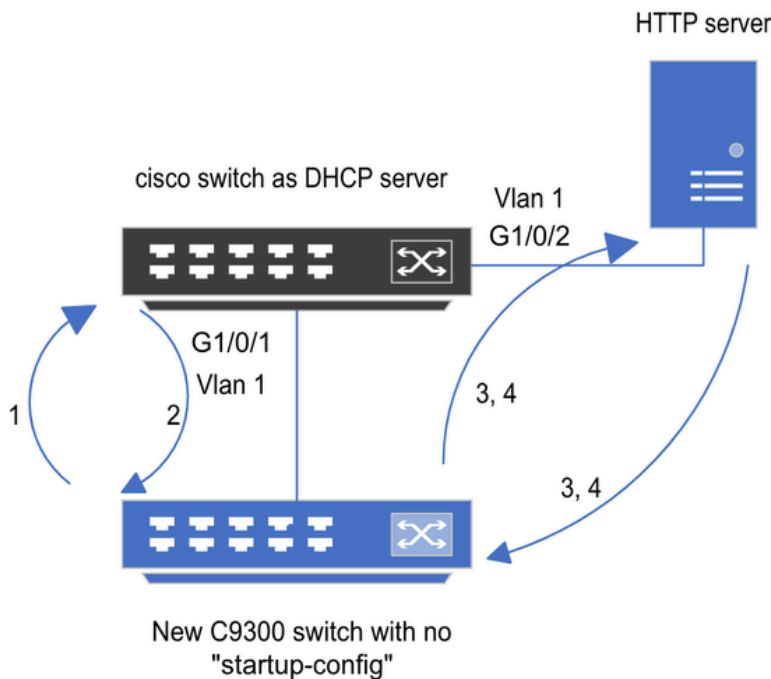 HTTP server
cisco switch as DHCP server
Vlan 1
G1/0/2
G1/0/1
Vlan 1
1
2
3, 4
3, 4
New C9300 switch with no
"startup-config"